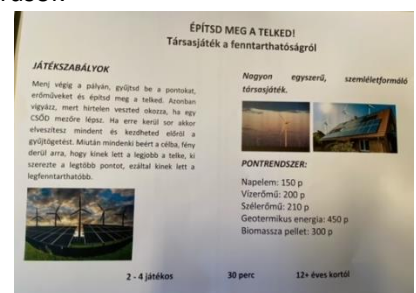 ÉPÍTSD MEG A TELKED!
Társasjáték a fenntarthatóságról
JÁTÉKSZABÁLYOK
Menj végig a pályán, gyűjtsd be a pontokat,
erőműveket és építsd meg a telked. Azonban
vigyázz, mert hirtelen veszted okozza, ha egy
CSŐD mezőre lépsz. Ha erre kerül sor akkor
elveszítesz mindent és kezdheted elölről a
gyűjtögetést. Miután mindenki beért a célba, fény
derül arra, hogy kinek lett a legjobb a telke, ki
szerezte a legtöbb pontot, ezáltal kinek lett a
legfenntarthatóbb.
Nagyon egyszerű, szemléletformáló
társasjáték.
PONTRENDSZER:
Napelem: 150 p
Vízerőmű: 200 p
Szélerőmű: 210 p
Geotermikus energia: 450 p
Biomassza pellet: 300 p
2 - 4 játékos 30 perc 12+ éves kortól